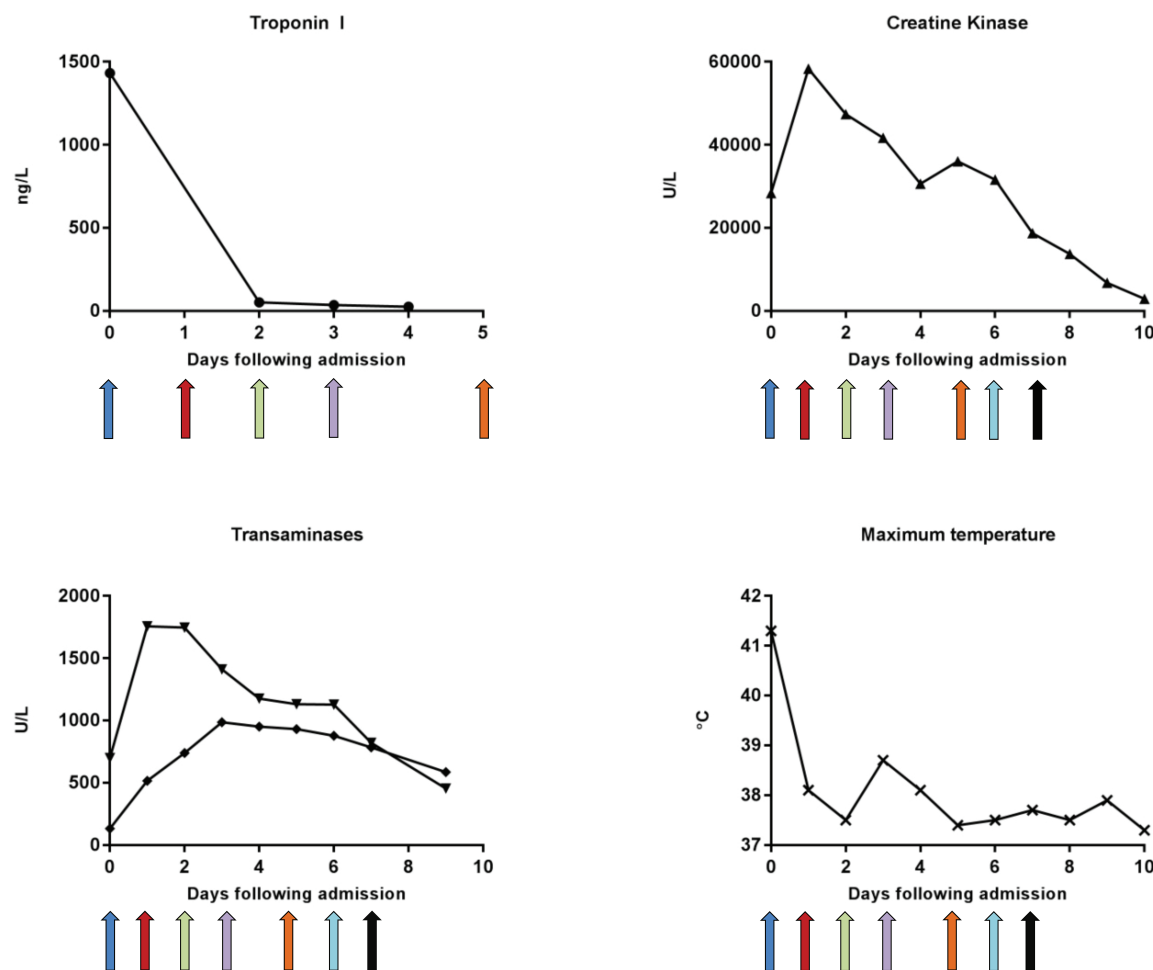 Troponin I
1500
1000
500
0
ng/L
0 1 2 3 4 5
Days following admission
Creatine Kinase
60000
40000
20000
0
U/L
0 2 4 6 8 10
Days following admission
Transaminases
2000
1500
1000
500
0
U/L
0 2 4 6 8 10
Days following admission
Maximum temperature
42
41
40
39
38
37
°C
0 2 4 6 8 10
Days following admission